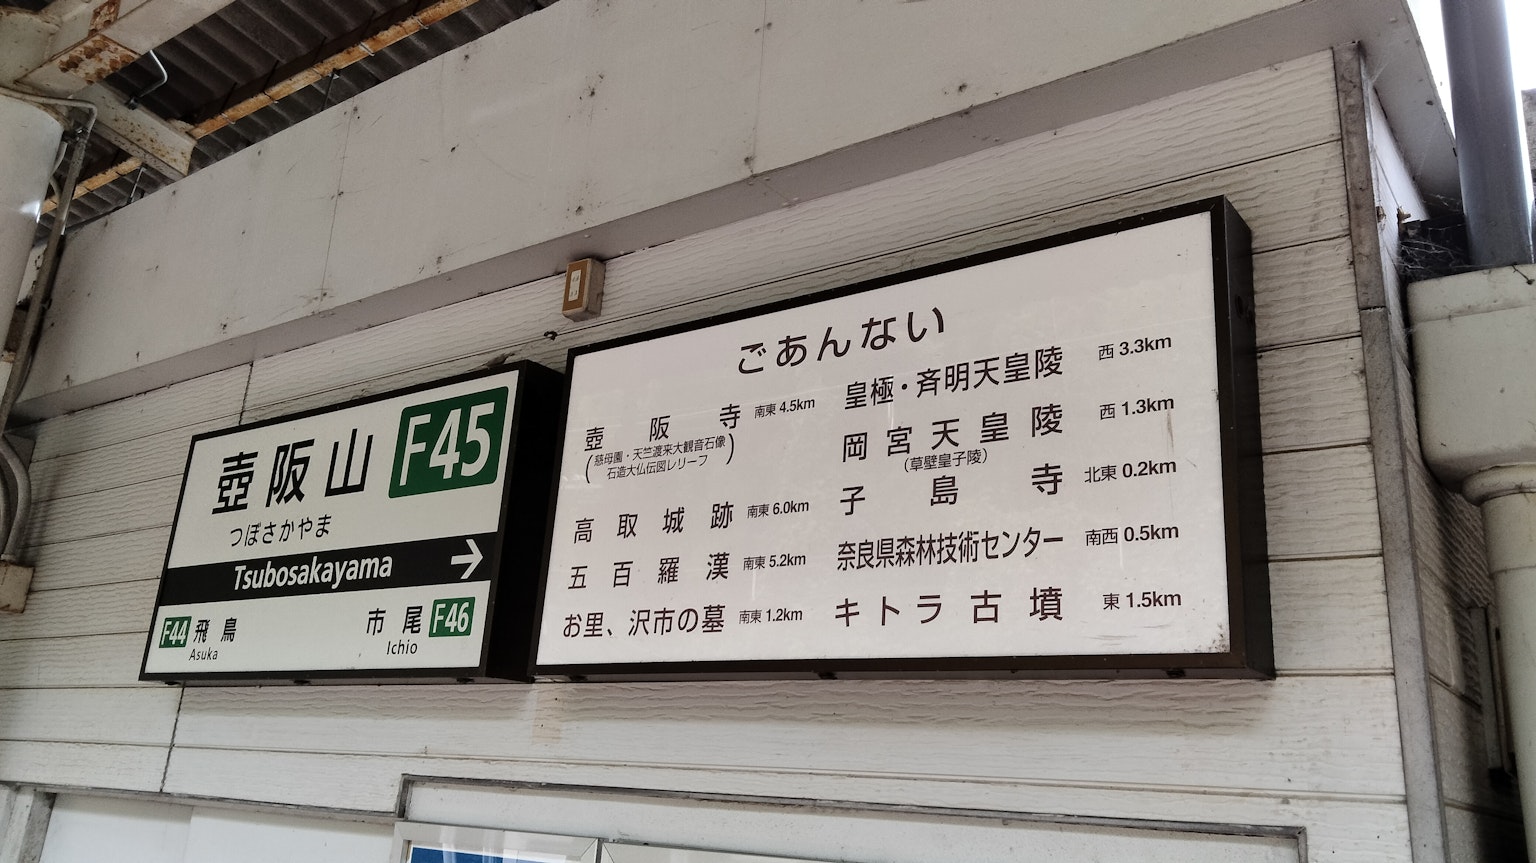 壺阪山 F45
つぼさかやま
Tsubosakayama →
F44 飛鳥 市尾 F46
Asuka Ichio
ごあんない
壺阪寺 南東 4.5km
(慈母園・天竺渡来大観音石像
石造大仏伝図レリーフ)
高取城跡 南東 6.0km
五百羅漢 南東 5.2km
お里、沢市の墓 南東 1.2km
皇極・斉明天皇陵 西 3.3km
岡宮天皇陵 西 1.3km
(草壁皇子陵)
子島寺 北東 0.2km
奈良県森林技術センター 南西 0.5km
キトラ古墳 東 1.5km